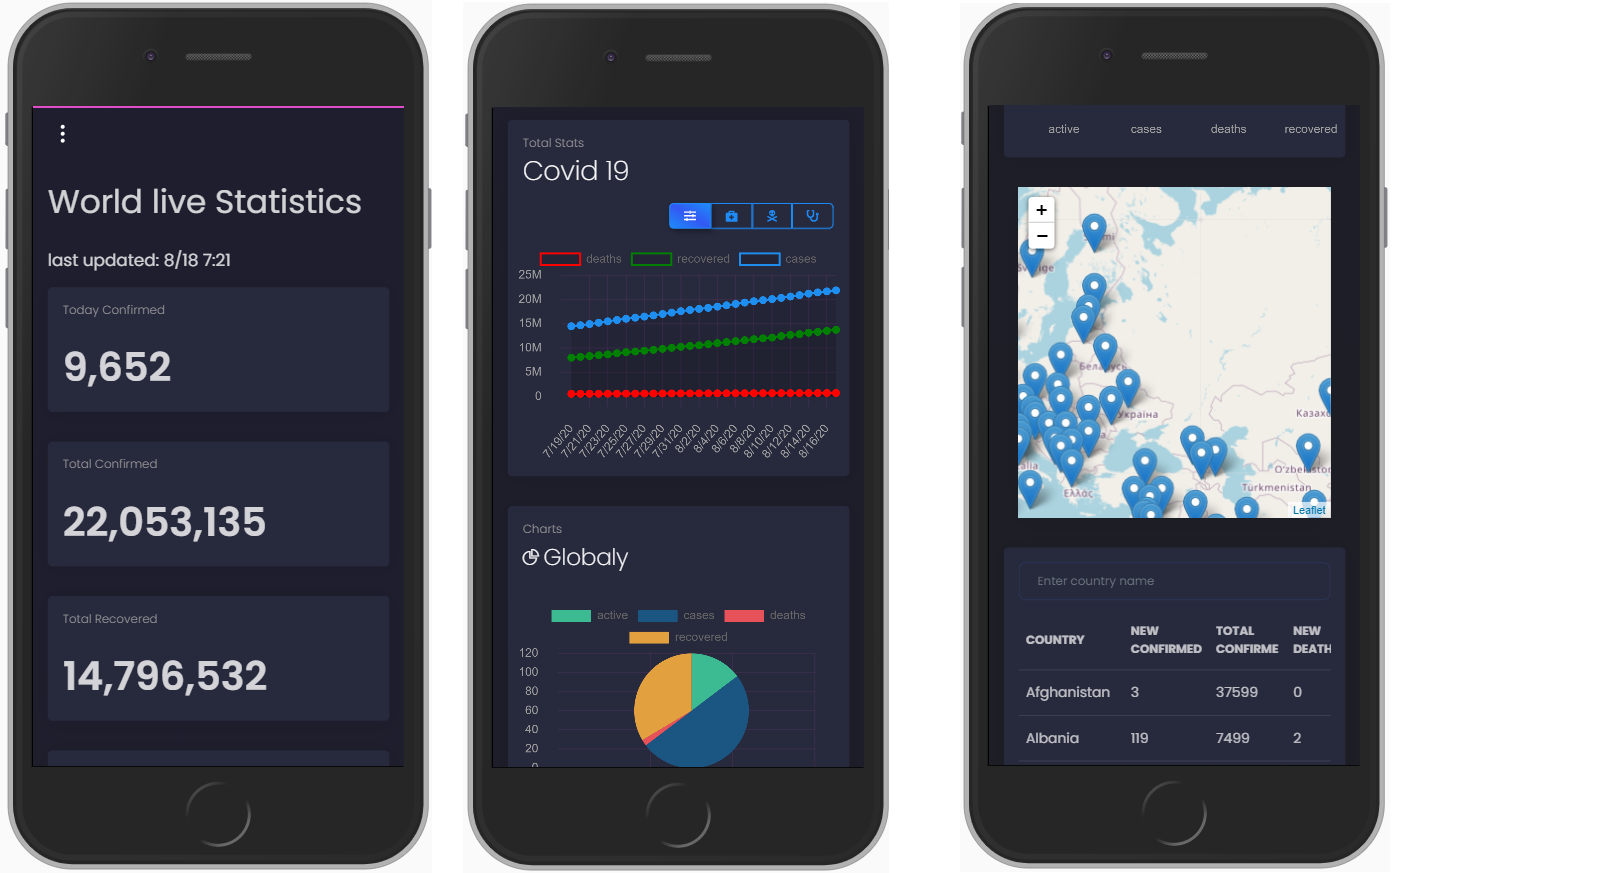 World live Statistics
last updated: 8/18 7:21
Today Confirmed
9,652
Total Confirmed
22,053,135
Total Recovered
14,796,532
Total Stats
Covid 19
deaths recovered cases
25M
20M
15M
10M
5M
0
7/19/20 7/21/20 7/23/20 7/25/20 7/27/20 7/29/20 7/31/20 8/2/20 8/4/20 8/6/20 8/8/20 8/10/20 8/12/20 8/14/20 8/16/20
Charts
Globaly
active cases deaths
recovered
120
100
80
60
40
20
0
active cases deaths recovered
+
−
Україна
Ελλάς
Türkmenistan
Leaflet
Enter country name
COUNTRY NEW CONFIRMED TOTAL CONFIRME NEW DEATH
Afghanistan 3 37599 0
Albania 119 7499 2